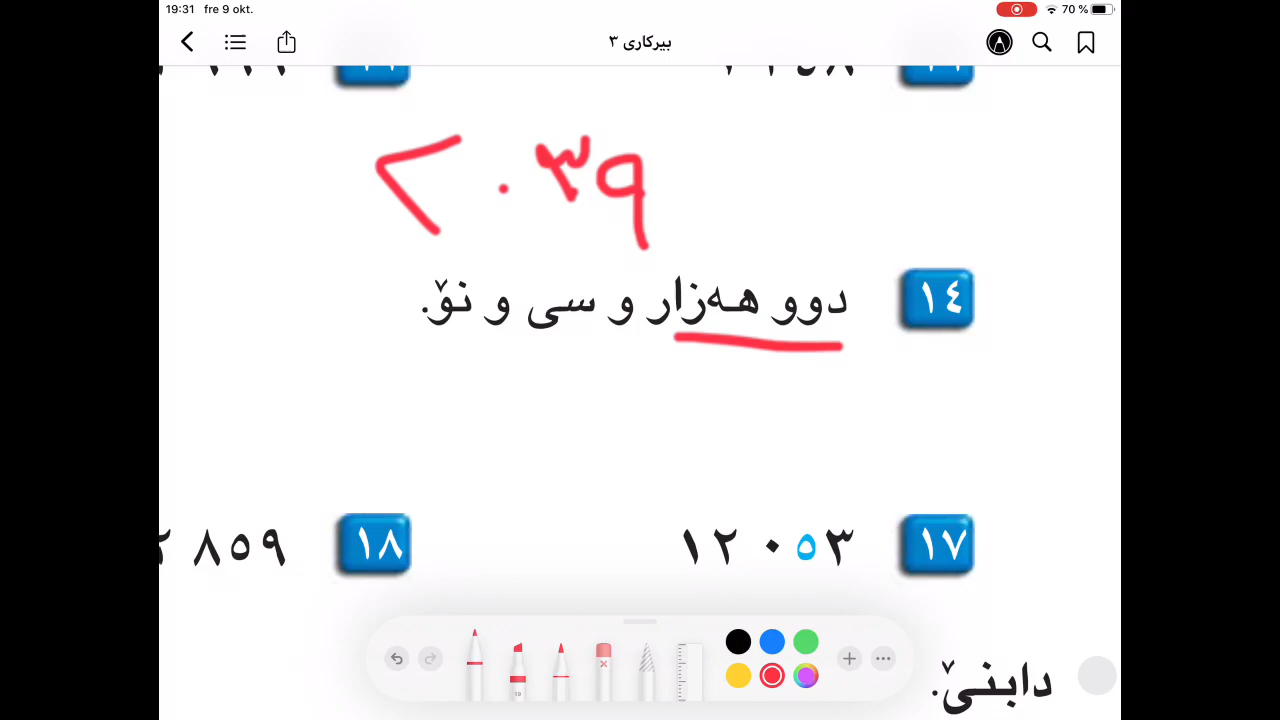 19:31 fre 9 okt. 70 %
بیرکاری ٣
٠٣٩
١٤ دوو هەزار و سی و نۆ.
١٧ ١٢ ٠٥٣
١٨ ٨٥٩
دابنێ.